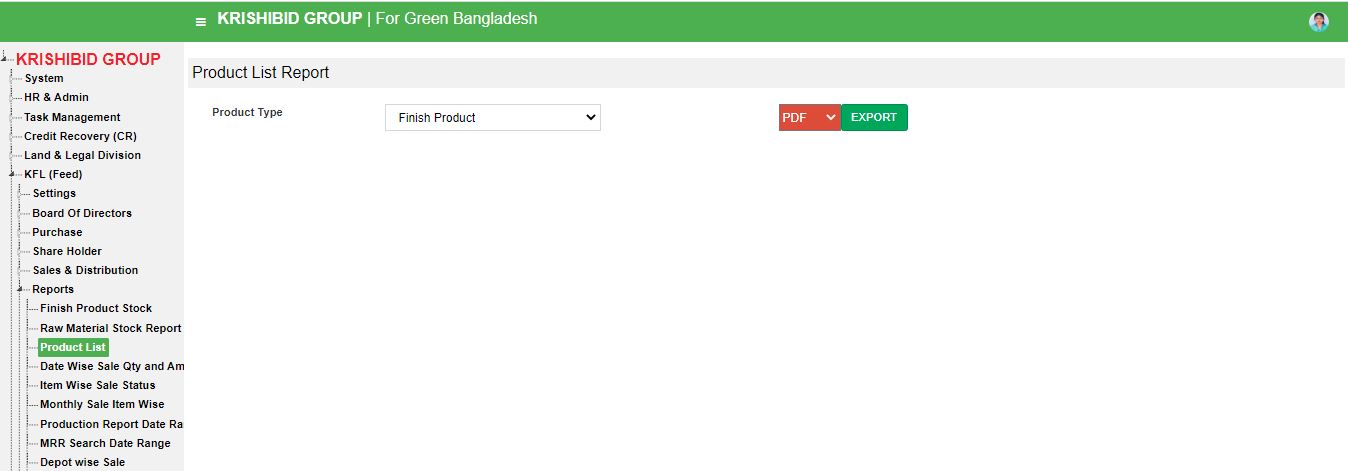 KRISHIBID GROUP | For Green Bangladesh
KRISHIBID GROUP
System
HR & Admin
Task Management
Credit Recovery (CR)
Land & Legal Division
KFL (Feed)
Settings
Board Of Directors
Purchase
Share Holder
Sales & Distribution
Reports
Finish Product Stock
Raw Material Stock Report
Product List
Date Wise Sale Qty and Am
Item Wise Sale Status
Monthly Sale Item Wise
Production Report Date Ra
MRR Search Date Range
Depot wise Sale
Product List Report
Product Type
Finish Product
PDF
EXPORT